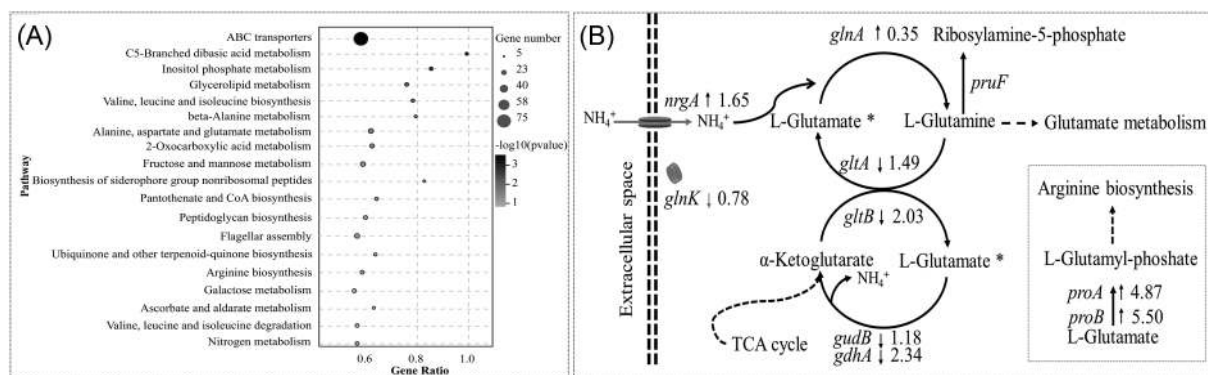 (A)
ABC transporters
C5-Branched dibasic acid metabolism
Inositol phosphate metabolism
Glycerolipid metabolism
Valine, leucine and isoleucine biosynthesis
beta-Alanine metabolism
Alanine, aspartate and glutamate metabolism
2-Oxocarboxylic acid metabolism
Fructose and mannose metabolism
Biosynthesis of siderophore group nonribosomal peptides
Pantothenate and CoA biosynthesis
Peptidoglycan biosynthesis
Flagellar assembly
Ubiquinone and other terpenoid-quinone biosynthesis
Arginine biosynthesis
Galactose metabolism
Ascorbate and aldarate metabolism
Valine, leucine and isoleucine degradation
Nitrogen metabolism
Pathway
0.6 0.8 1.0
Gene Ratio
Gene number
5
23
40
58
75
-log10(pvalue)
3
2
1
(B)
Extracellular space
NH₄⁺
nrgA ↑ 1.65
NH₄⁺
glnK ↓ 0.78
glnA ↑ 0.35
Ribosylamine-5-phosphate
pruF
L-Glutamate *
L-Glutamine
Glutamate metabolism
gltA ↓ 1.49
gltB ↓ 2.03
α-Ketoglutarate
L-Glutamate *
NH₄⁺
TCA cycle
gudB ↓ 1.18
gdhA ↓ 2.34
Arginine biosynthesis
L-Glutamyl-phoshate
proA ↑ 4.87
proB ↑ 5.50
L-Glutamate